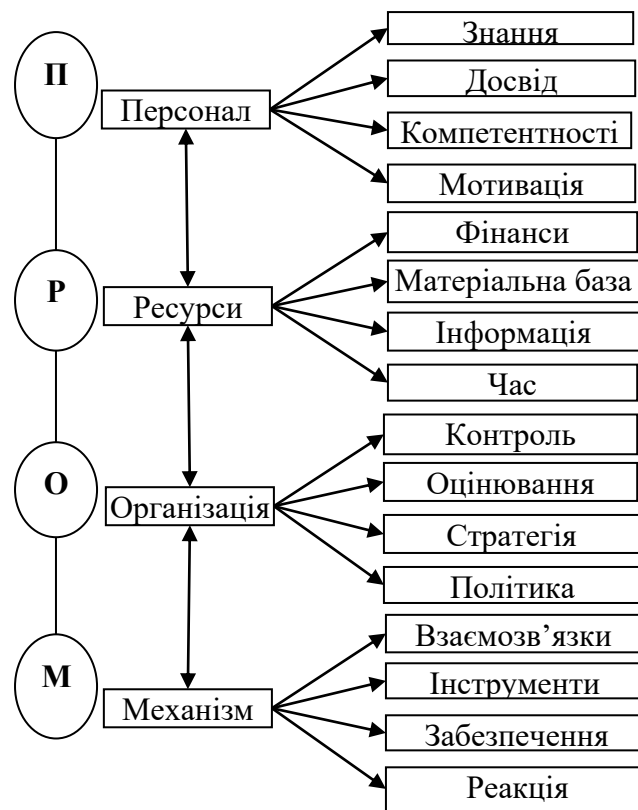 П
Персонал
Знання
Досвід
Компетентності
Мотивація
Р
Ресурси
Фінанси
Матеріальна база
Інформація
Час
О
Організація
Контроль
Оцінювання
Стратегія
Політика
М
Механізм
Взаємозв’язки
Інструменти
Забезпечення
Реакція